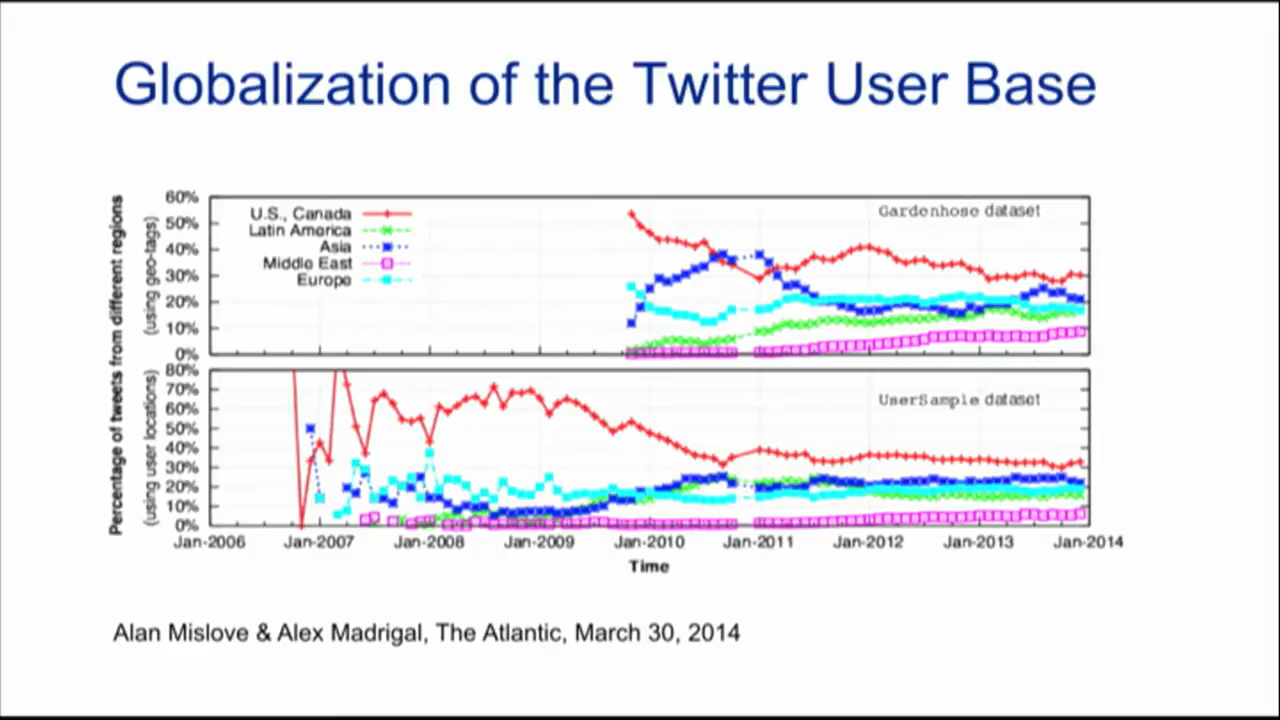 Globalization of the Twitter User Base
Percentage of tweets from different regions
(using geo-tags)
60%
50%
40%
30%
20%
10%
0%
U.S., Canada
Latin America
Asia
Middle East
Europe
Gardenhose dataset
(using user locations)
80%
70%
60%
50%
40%
30%
20%
10%
0%
UserSample dataset
Jan-2006 Jan-2007 Jan-2008 Jan-2009 Jan-2010 Jan-2011 Jan-2012 Jan-2013 Jan-2014
Time
Alan Mislove & Alex Madrigal, The Atlantic, March 30, 2014